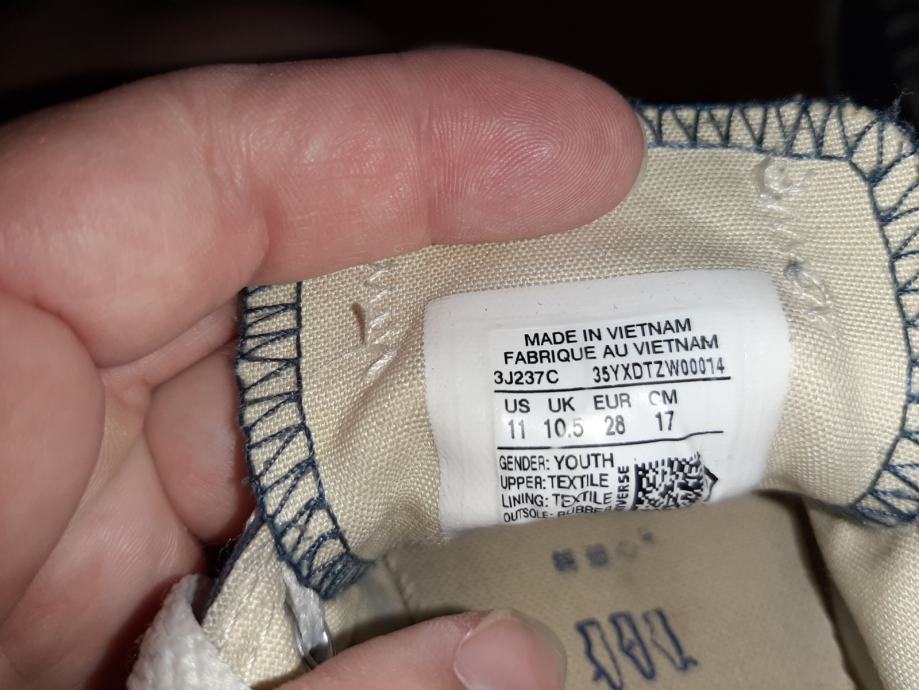 MADE IN VIETNAM
FABRIQUE AU VIETNAM
3J237C 35YXDTZW00014
US UK EUR CM
11 10.5 28 17
GENDER: YOUTH
UPPER: TEXTILE
LINING: TEXTILE
OUTSOLE: